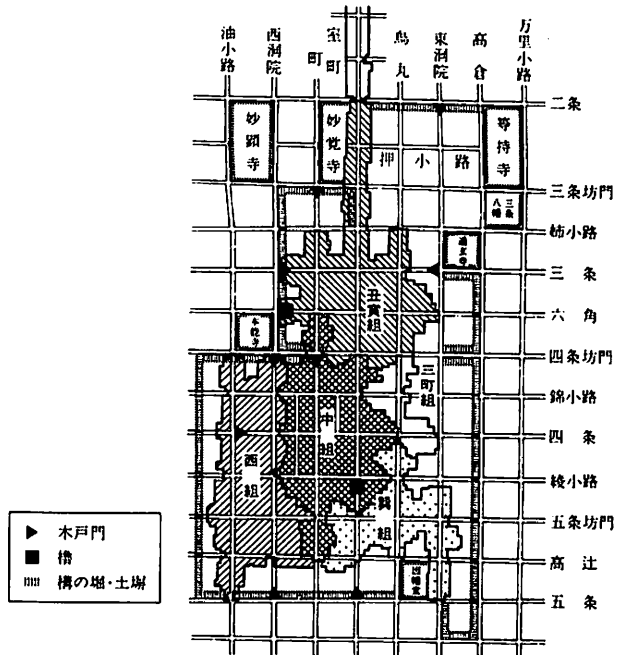 油小路
西洞院
町
室町
烏丸
東洞院
高倉
万里小路
二条
三条坊門
姉小路
三条
六角
四条坊門
錦小路
四条
綾小路
五条坊門
高辻
五条
妙顕寺
妙覚寺
押小路
等持寺
三条八幡
通玄寺
本能寺
丑寅組
三町組
中組
西組
巽組
因幡堂
木戸門
櫓
構の堀・土塀